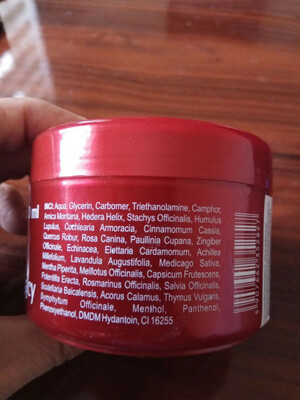 INCI: Aqua, Glycerin, Carbomer, Triethanolamine, Camphor,
Arnica Montana, Hedera Helix, Stachys Officinalis, Humulus
Lupulus, Cochlearia Armoracia, Cinnamomum Cassia,
Quercus Robur, Rosa Canina, Paullinia Cupana, Zingiber
Officinale, Echinacea, Elettaria Cardamomum, Achillea
Millefolium, Lavandula Augustifolia, Medicago Sativa,
Mentha Piperita, Melilotus Officinalis, Capsicum Frutescens,
Potentilla Erecta, Rosmarinus Officinalis, Salvia Officinalis,
Scutellaria Baicalensis, Acorus Calamus, Thymus Vulgaris,
Symphytum Officinale, Menthol, Panthenol,
Phenoxyethanol, DMDM Hydantoin, CI 16255
ml
cy